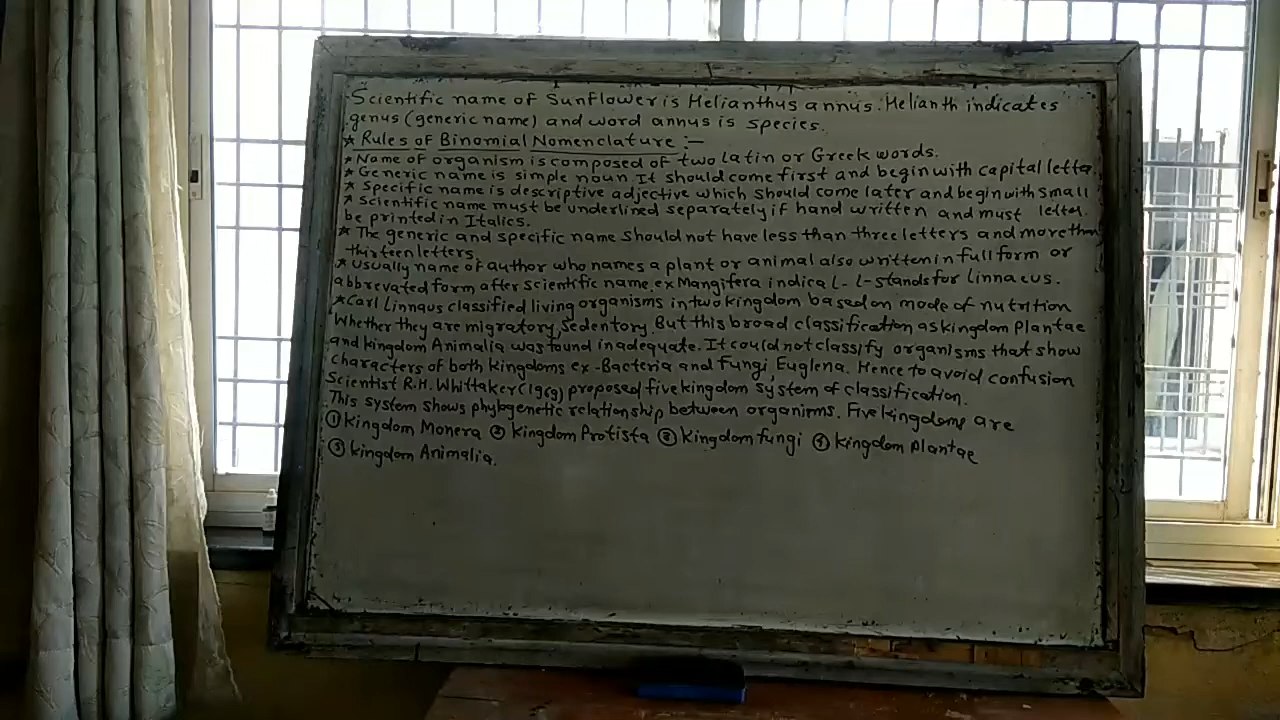 Scientific name of Sunflower is Helianthus annus. Helianth indicates
genus (generic name) and word annus is species.
* Rules of Binomial Nomenclature :-
* Name of organism is composed of two latin or Greek words.
* Generic name is simple noun It should come first and begin with capital letter.
* Specific name is descriptive adjective which should come later and begin with small letter.
* Scientific name must be underlined separately if hand written and must
be printed in Italics.
* The generic and specific name should not have less than three letters and more than
thirteen letters.
* Usually name of author who names a plant or animal also written in full form or
abbrevated form after scientific name. ex Mangifera indica L- L-stands for Linnaeus.
* Carl Linnaus classified living organisms in two kingdom based on mode of nutrition
Whether they are migratory, Sedentory. But this broad classification as kingdom Plantae
and kingdom Animalia was found inadequate. It could not classify organisms that show
characters of both kingdoms ex-Bacteria and Fungi, Euglena. Hence to avoid confusion
Scientist R.H. Whittaker (1969) proposed five kingdom system of classification.
This system shows phylogenetic relationship between organisms. Five kingdoms are
① kingdom Monera ② kingdom Protista ③ kingdom fungi ④ kingdom plantae
⑤ kingdom Animalia.